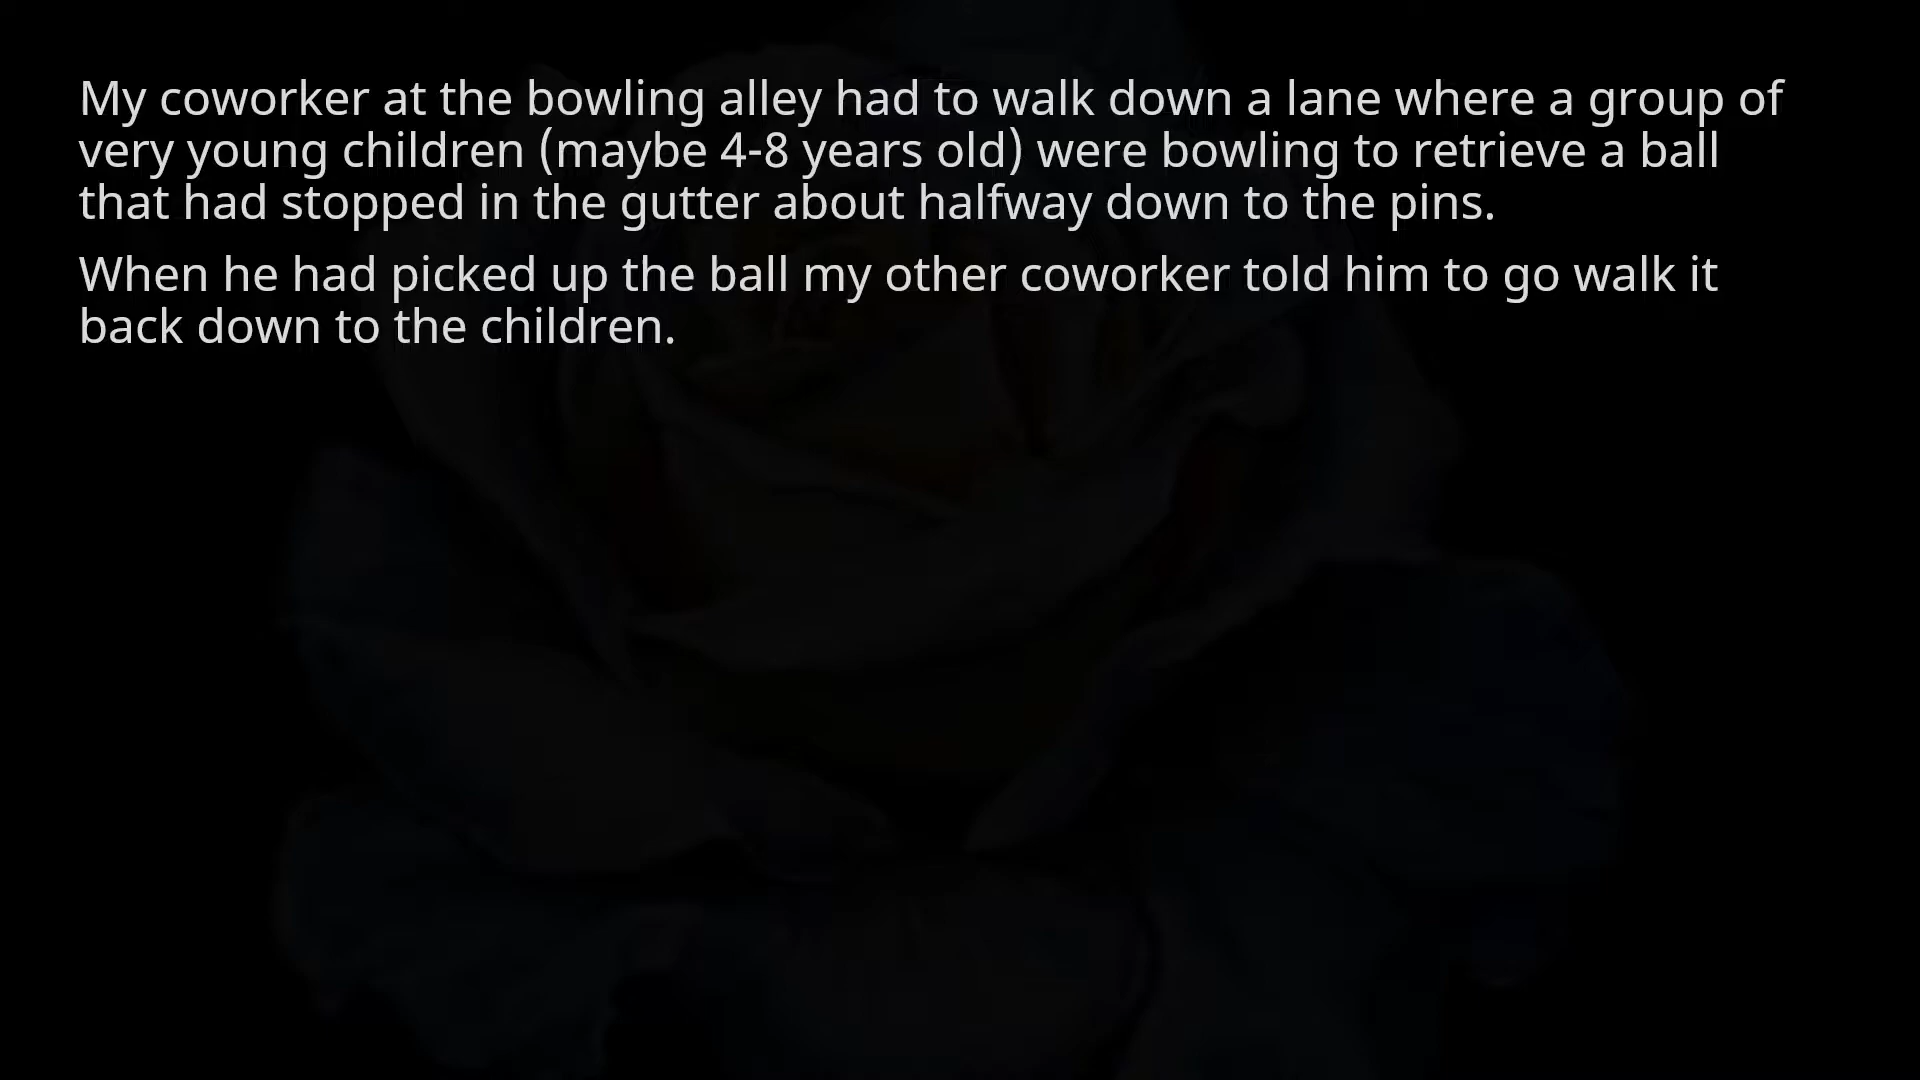 My coworker at the bowling alley had to walk down a lane where a group of
very young children (maybe 4-8 years old) were bowling to retrieve a ball
that had stopped in the gutter about halfway down to the pins.
When he had picked up the ball my other coworker told him to go walk it
back down to the children.